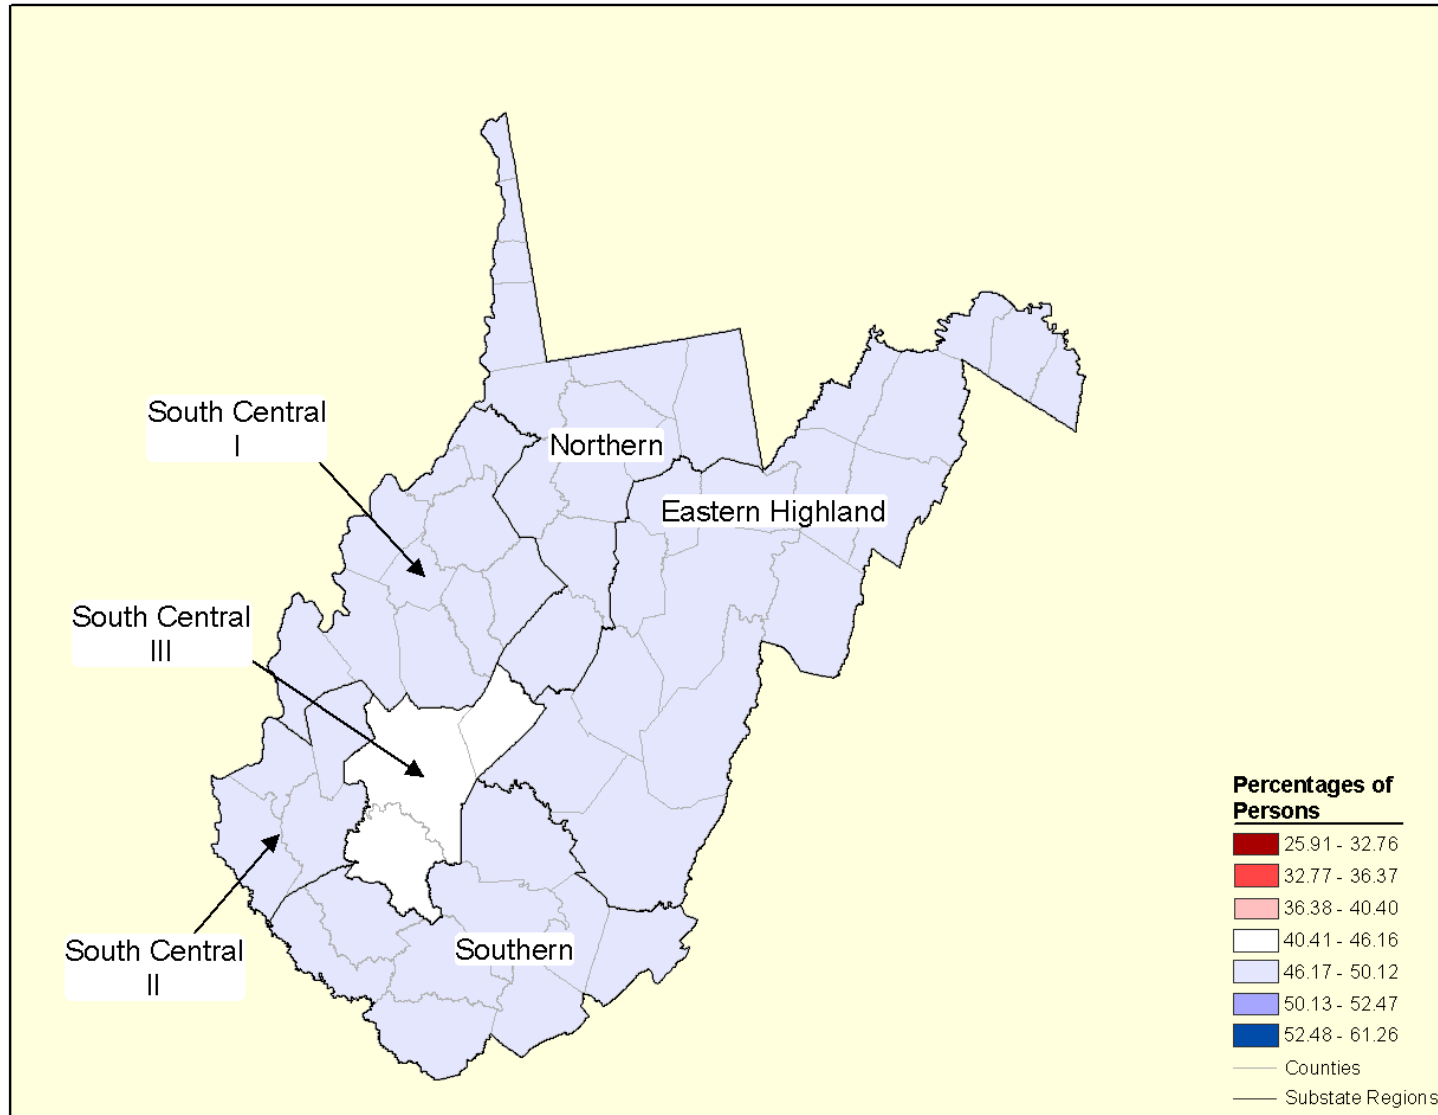 South Central
I
Northern
Eastern Highland
South Central
III
South Central
II
Southern
Percentages of
Persons
25.91 - 32.76
32.77 - 36.37
36.38 - 40.40
40.41 - 46.16
46.17 - 50.12
50.13 - 52.47
52.48 - 61.26
Counties
Substate Regions